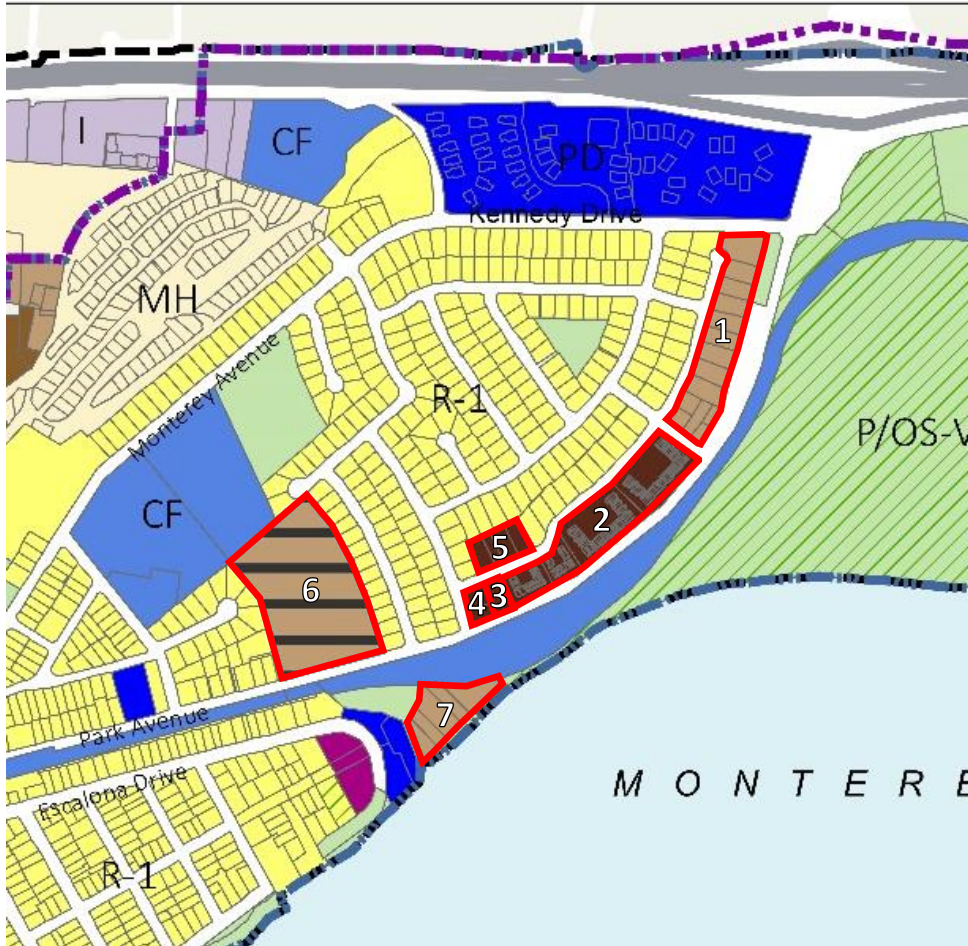 I
CF
PD
Kennedy Drive
MH
1
Monterey Avenue
R-1
P/OS-V
CF
2
5
6
4
3
7
Park Avenue
Escalona Drive
M O N T E R E
R-1